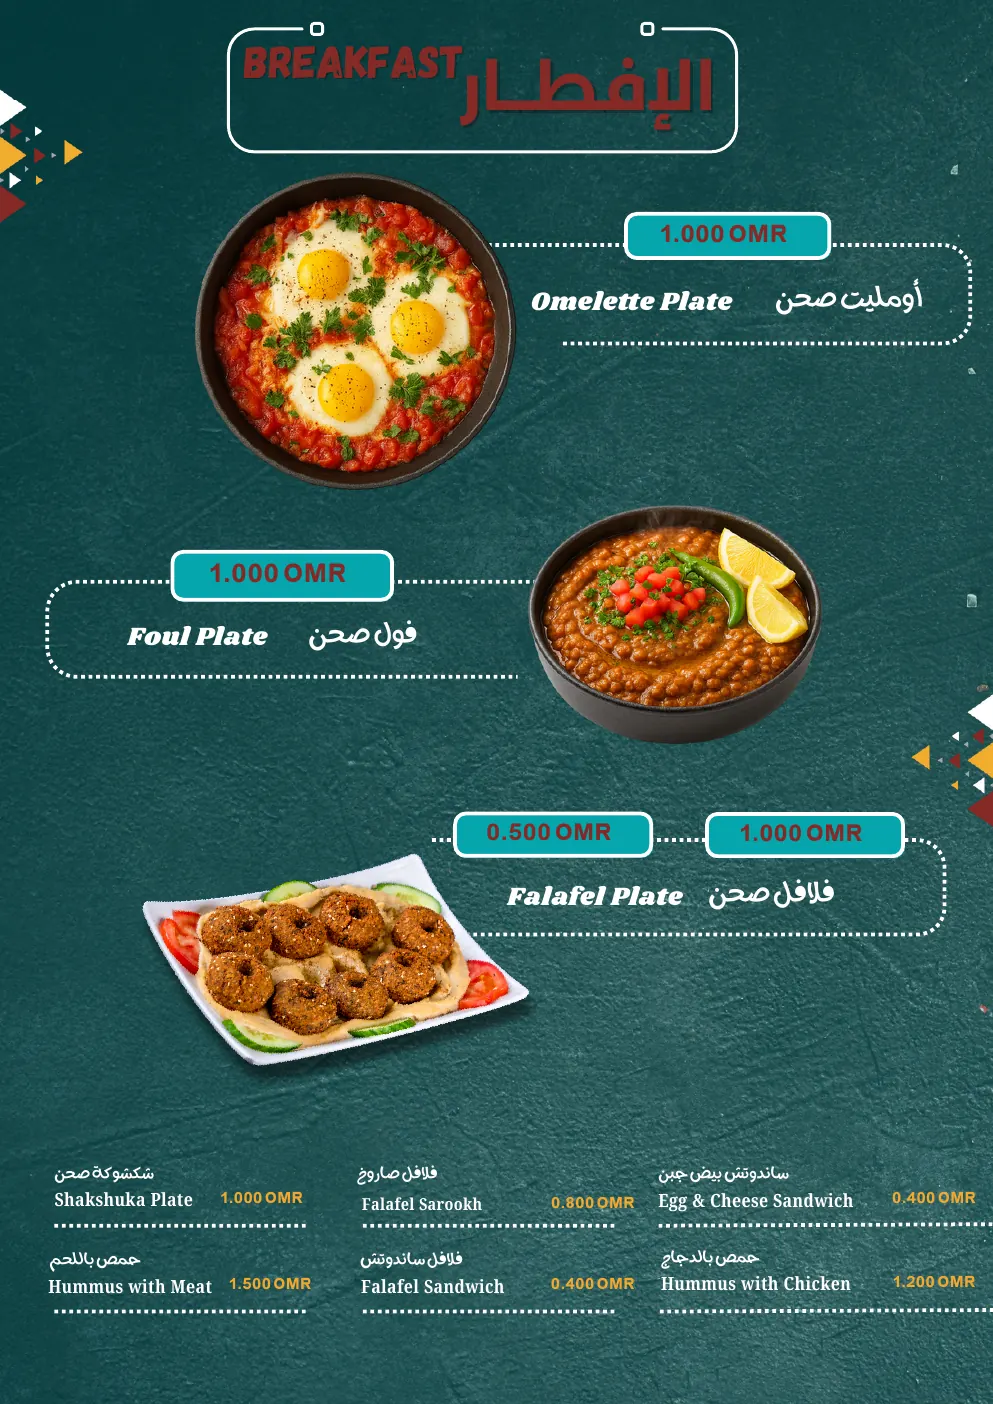 BREAKFAST الإفطار
1.000 OMR
Omelette Plate أومليت صحن
1.000 OMR
Foul Plate فول صحن
0.500 OMR 1.000 OMR
Falafel Plate فلافل صحن
شكشوكة صحن
Shakshuka Plate 1.000 OMR
فلافل صاروخ
Falafel Sarookh 0.800 OMR
ساندوتش بيض جبن
Egg & Cheese Sandwich 0.400 OMR
حمص باللحم
Hummus with Meat 1.500 OMR
فلافل ساندوتش
Falafel Sandwich 0.400 OMR
حمص بالدجاج
Hummus with Chicken 1.200 OMR